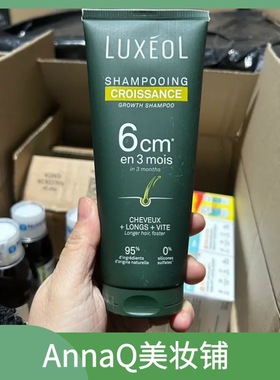 LUXÉOL
SHAMPOOING
CROISSANCE
GROWTH SHAMPOO
6cm*
en 3 mois
in 3 months
CHEVEUX
+ LONGS + VITE
Longer hair, faster
95% 0%
d'ingrédients silicones
d'origine naturelle sulfates*
AnnaQ美妆铺